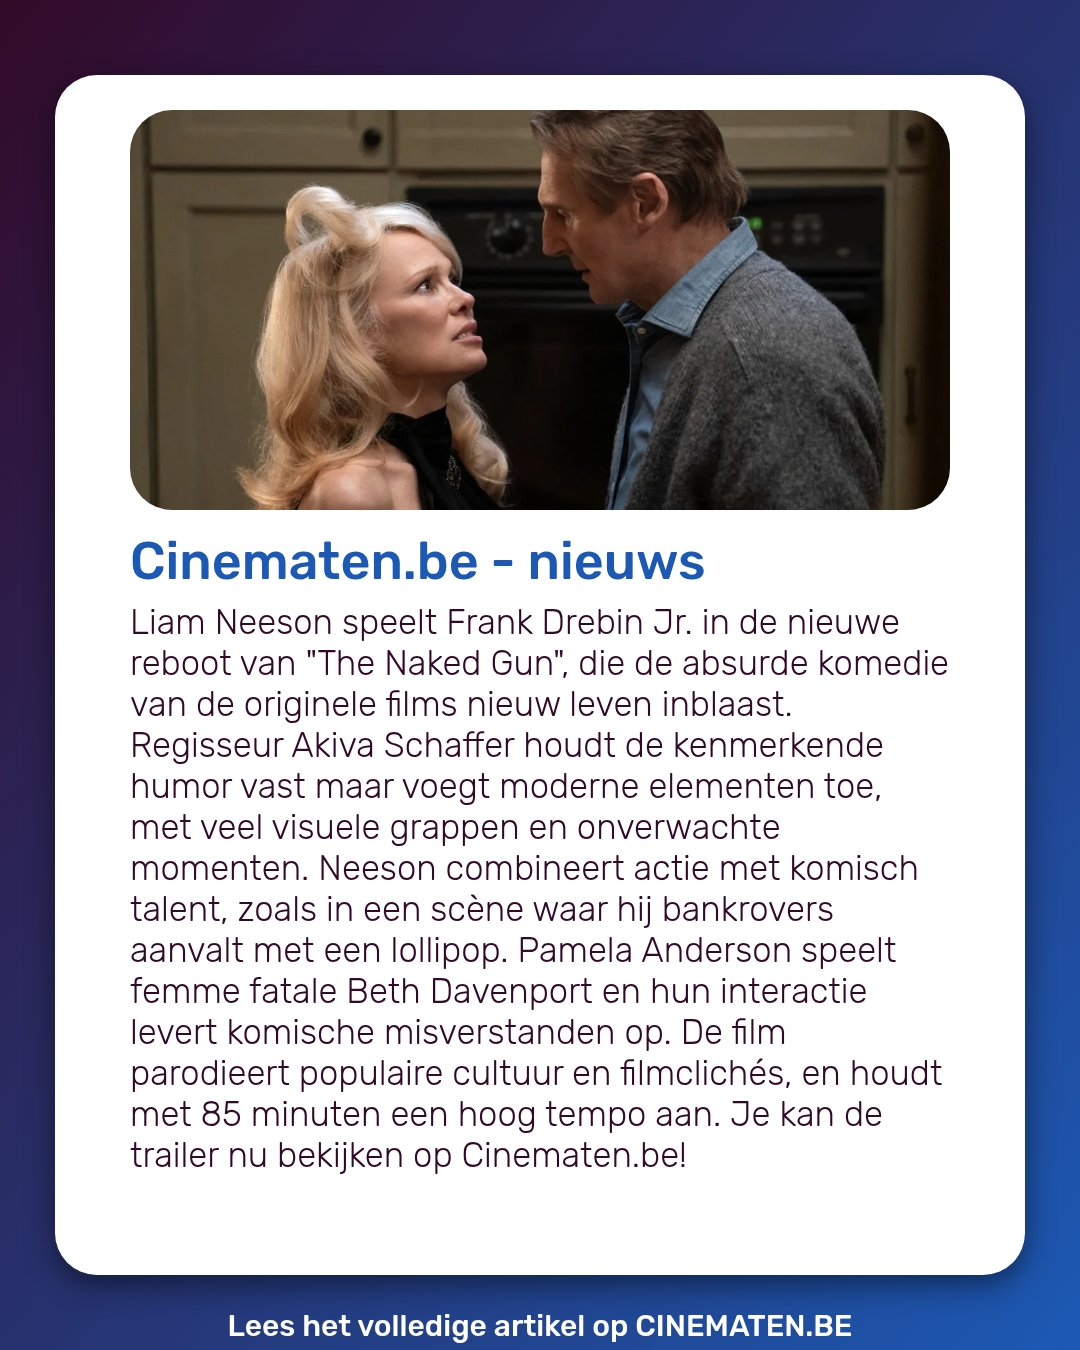 Cinematen.be - nieuws
Liam Neeson speelt Frank Drebin Jr. in de nieuwe
reboot van "The Naked Gun", die de absurde komedie
van de originele films nieuw leven inblaast.
Regisseur Akiva Schaffer houdt de kenmerkende
humor vast maar voegt moderne elementen toe,
met veel visuele grappen en onverwachte
momenten. Neeson combineert actie met komisch
talent, zoals in een scène waar hij bankrovers
aanvalt met een lollipop. Pamela Anderson speelt
femme fatale Beth Davenport en hun interactie
levert komische misverstanden op. De film
parodieert populaire cultuur en filmclichés, en houdt
met 85 minuten een hoog tempo aan. Je kan de
trailer nu bekijken op Cinematen.be!
Lees het volledige artikel op CINEMATEN.BE